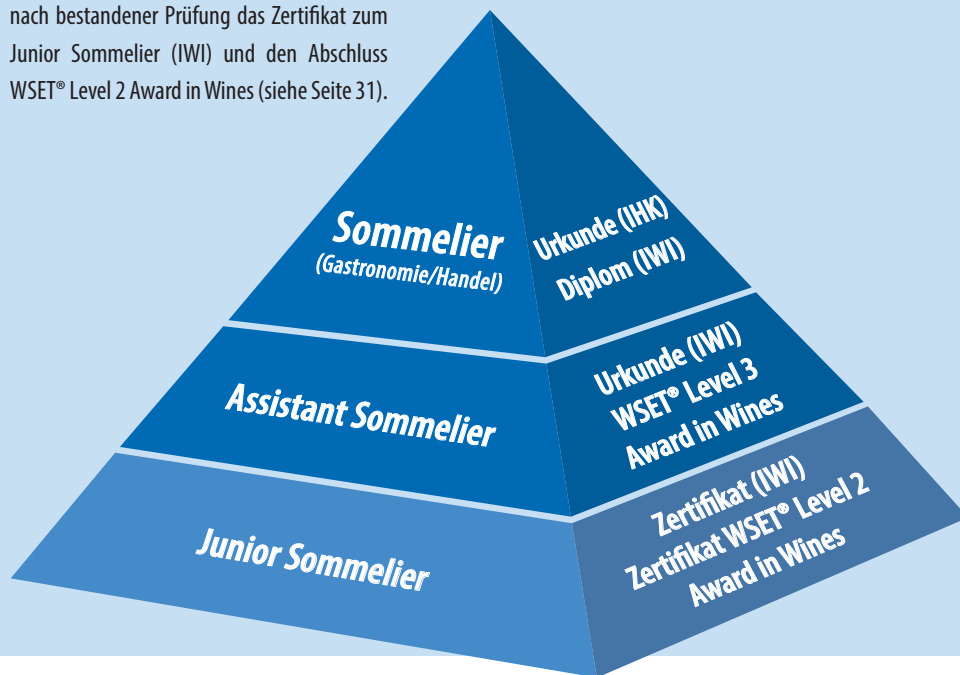 nach bestandener Prüfung das Zertifikat zum
Junior Sommelier (IWI) und den Abschluss
WSET® Level 2 Award in Wines (siehe Seite 31).
Sommelier
(Gastronomie/Handel)
Urkunde (IHK)
Diplom (IWI)
Assistant Sommelier
Urkunde (IWI)
WSET® Level 3
Award in Wines
Junior Sommelier
Zertifikat (IWI)
Zertifikat WSET® Level 2
Award in Wines